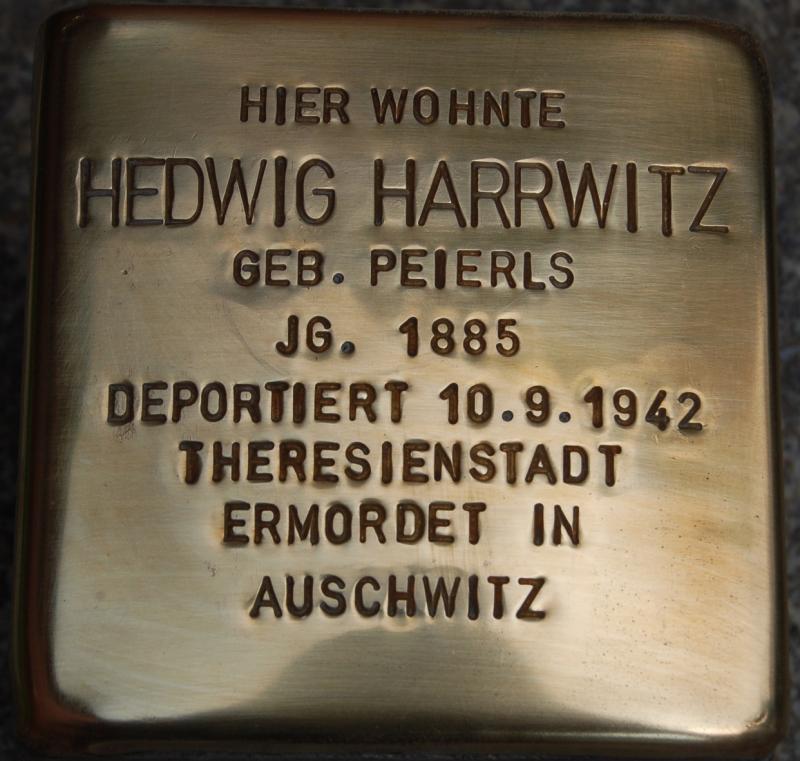 HIER WOHNTE
HEDWIG HARRWITZ
GEB. PEIERLS
JG. 1885
DEPORTIERT 10.9.1942
THERESIENSTADT
ERMORDET IN
AUSCHWITZ